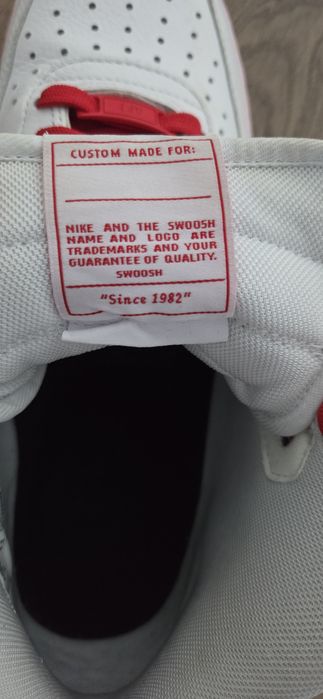 CUSTOM MADE FOR:
NIKE AND THE SWOOSH
NAME AND LOGO ARE
TRADEMARKS AND YOUR
GUARANTEE OF QUALITY.
SWOOSH
"Since 1982"